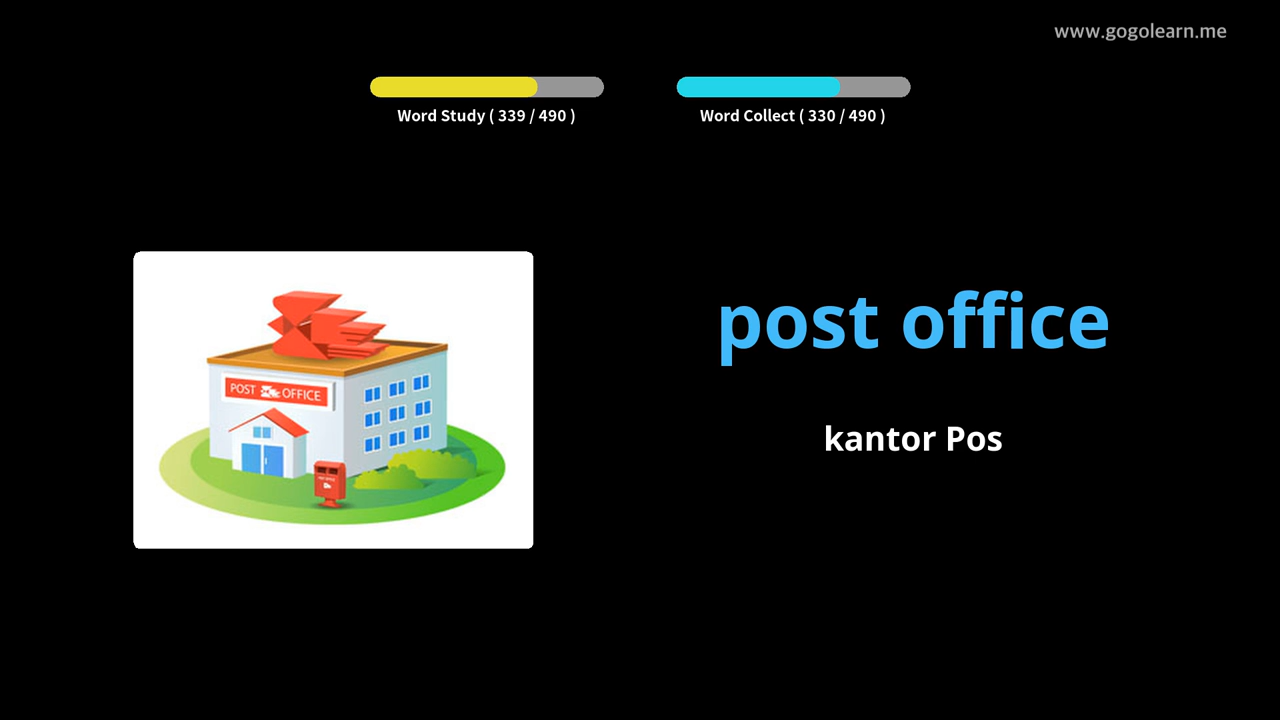 www.gogolearn.me
Word Study ( 339 / 490 )
Word Collect ( 330 / 490 )
POST OFFICE
post office
kantor Pos